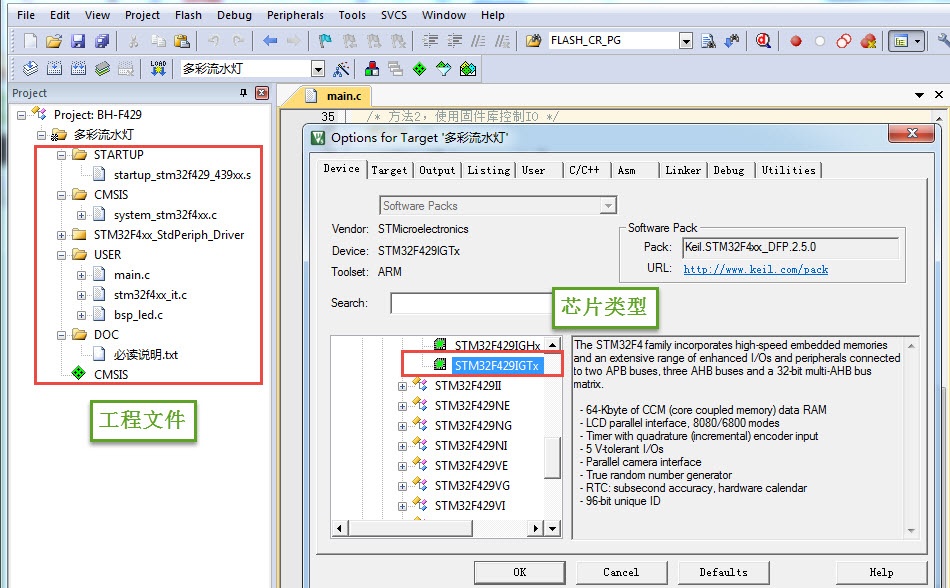 File Edit View Project Flash Debug Peripherals Tools SVCS Window Help
FLASH_CR_PG
LOAD
多彩流水灯
Project
main.c
Project: BH-F429
多彩流水灯
STARTUP
startup_stm32f429_439xx.s
CMSIS
system_stm32f4xx.c
STM32F4xx_StdPeriph_Driver
USER
main.c
stm32f4xx_it.c
bsp_led.c
DOC
必读说明.txt
CMSIS
工程文件
35 /* 方法2, 使用固件库控制IO */
Options for Target '多彩流水灯'
Device Target Output Listing User C/C++ Asm Linker Debug Utilities
Software Packs
Vendor: STMicroelectronics
Device: STM32F429IGTx
Toolset: ARM
Software Pack
Pack: Keil.STM32F4xx_DFP.2.5.0
URL: http://www.keil.com/pack
Search:
芯片类型
STM32F429IGHx
STM32F429IGTx
STM32F429II
STM32F429NE
STM32F429NG
STM32F429NI
STM32F429VE
STM32F429VG
STM32F429VI
The STM32F4 family incorporates high-speed embedded memories
and an extensive range of enhanced I/Os and peripherals connected
to two APB buses, three AHB buses and a 32-bit multi-AHB bus
matrix.
- 64-Kbyte of CCM (core coupled memory) data RAM
- LCD parallel interface, 8080/6800 modes
- Timer with quadrature (incremental) encoder input
- 5 V-tolerant I/Os
- Parallel camera interface
- True random number generator
- RTC: subsecond accuracy, hardware calendar
- 96-bit unique ID
OK Cancel Defaults Help